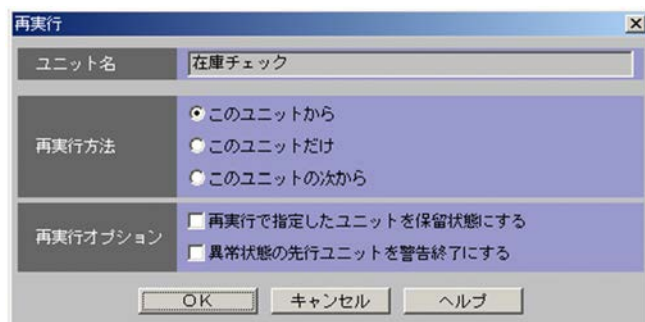 再実行
ユニット名 在庫チェック
再実行方法
このユニットから
このユニットだけ
このユニットの次から
再実行オプション
再実行で指定したユニットを保留状態にする
異常状態の先行ユニットを警告終了にする
OK キャンセル ヘルプ